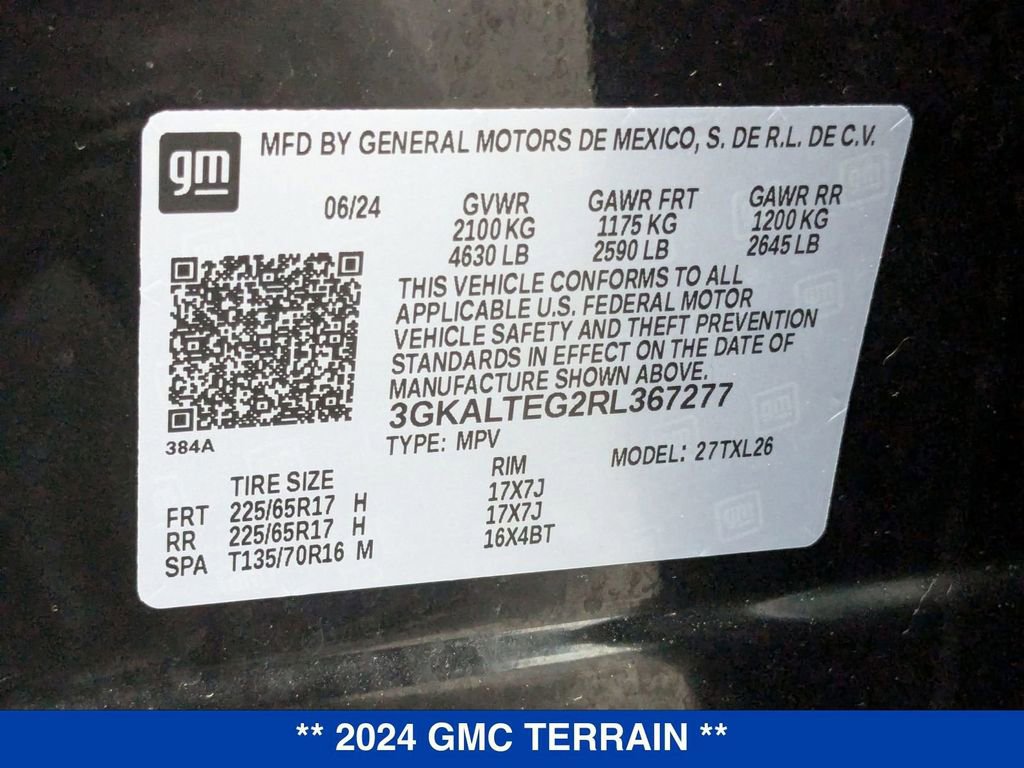 gm
MFD BY GENERAL MOTORS DE MEXICO, S. DE R.L. DE C.V.
06/24 GVWR GAWR FRT GAWR RR
2100 KG 1175 KG 1200 KG
4630 LB 2590 LB 2645 LB
THIS VEHICLE CONFORMS TO ALL
APPLICABLE U.S. FEDERAL MOTOR
VEHICLE SAFETY AND THEFT PREVENTION
STANDARDS IN EFFECT ON THE DATE OF
MANUFACTURE SHOWN ABOVE.
3GKALTEG2RL367277
384A
TYPE: MPV MODEL: 27TXL26
TIRE SIZE RIM
FRT 225/65R17 H 17X7J
RR 225/65R17 H 17X7J
SPA T135/70R16 M 16X4BT
** 2024 GMC TERRAIN **